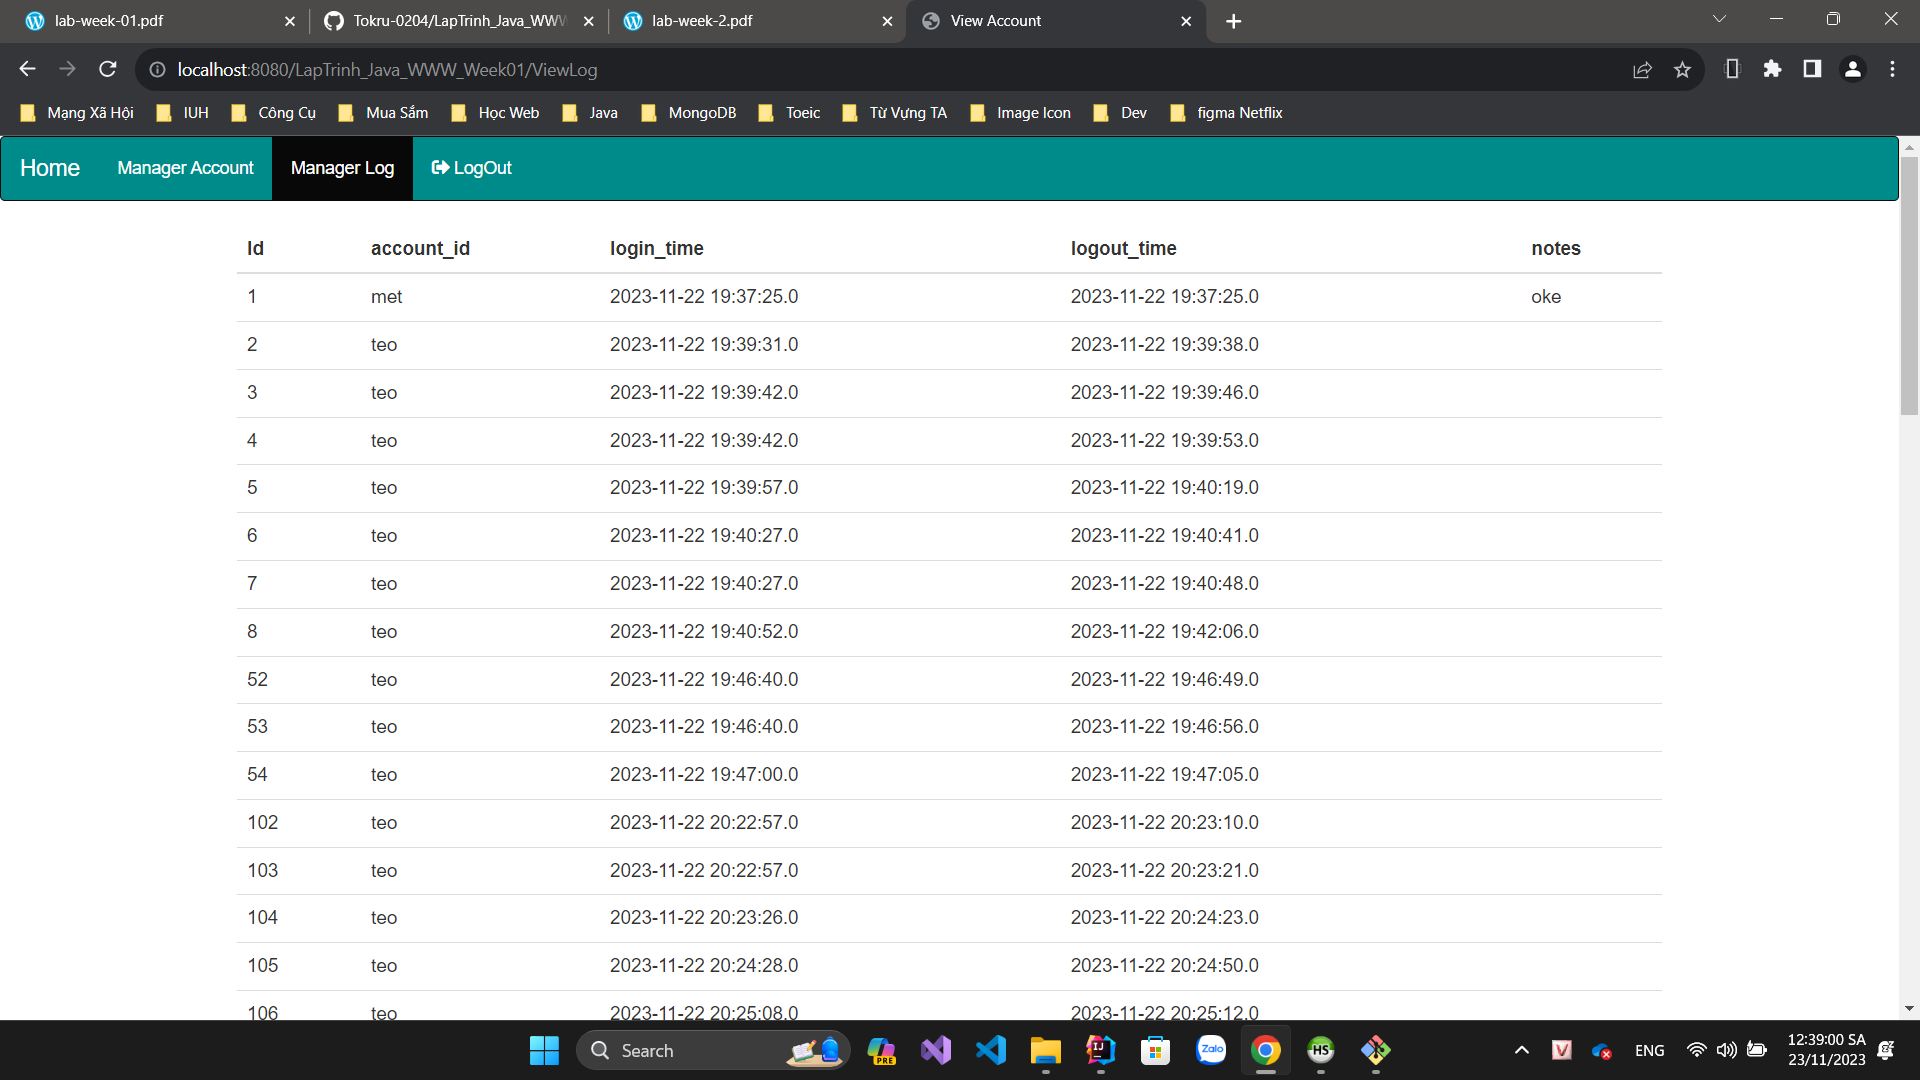 lab-week-01.pdf
Tokru-0204/LapTrinh_Java_WWW
lab-week-2.pdf
View Account
localhost:8080/LapTrinh_Java_WWW_Week01/ViewLog
Mạng Xã Hội IUH Công Cụ Mua Sắm Học Web Java MongoDB Toeic Từ Vựng TA Image Icon Dev figma Netflix
Home Manager Account Manager Log LogOut
Id account_id login_time logout_time notes
1 met 2023-11-22 19:37:25.0 2023-11-22 19:37:25.0 oke
2 teo 2023-11-22 19:39:31.0 2023-11-22 19:39:38.0
3 teo 2023-11-22 19:39:42.0 2023-11-22 19:39:46.0
4 teo 2023-11-22 19:39:42.0 2023-11-22 19:39:53.0
5 teo 2023-11-22 19:39:57.0 2023-11-22 19:40:19.0
6 teo 2023-11-22 19:40:27.0 2023-11-22 19:40:41.0
7 teo 2023-11-22 19:40:27.0 2023-11-22 19:40:48.0
8 teo 2023-11-22 19:40:52.0 2023-11-22 19:42:06.0
52 teo 2023-11-22 19:46:40.0 2023-11-22 19:46:49.0
53 teo 2023-11-22 19:46:40.0 2023-11-22 19:46:56.0
54 teo 2023-11-22 19:47:00.0 2023-11-22 19:47:05.0
102 teo 2023-11-22 20:22:57.0 2023-11-22 20:23:10.0
103 teo 2023-11-22 20:22:57.0 2023-11-22 20:23:21.0
104 teo 2023-11-22 20:23:26.0 2023-11-22 20:24:23.0
105 teo 2023-11-22 20:24:28.0 2023-11-22 20:24:50.0
106 teo 2023-11-22 20:25:08.0 2023-11-22 20:25:12.0
Search
PRE
Zalo
HS
ENG
12:39:00 SA
23/11/2023